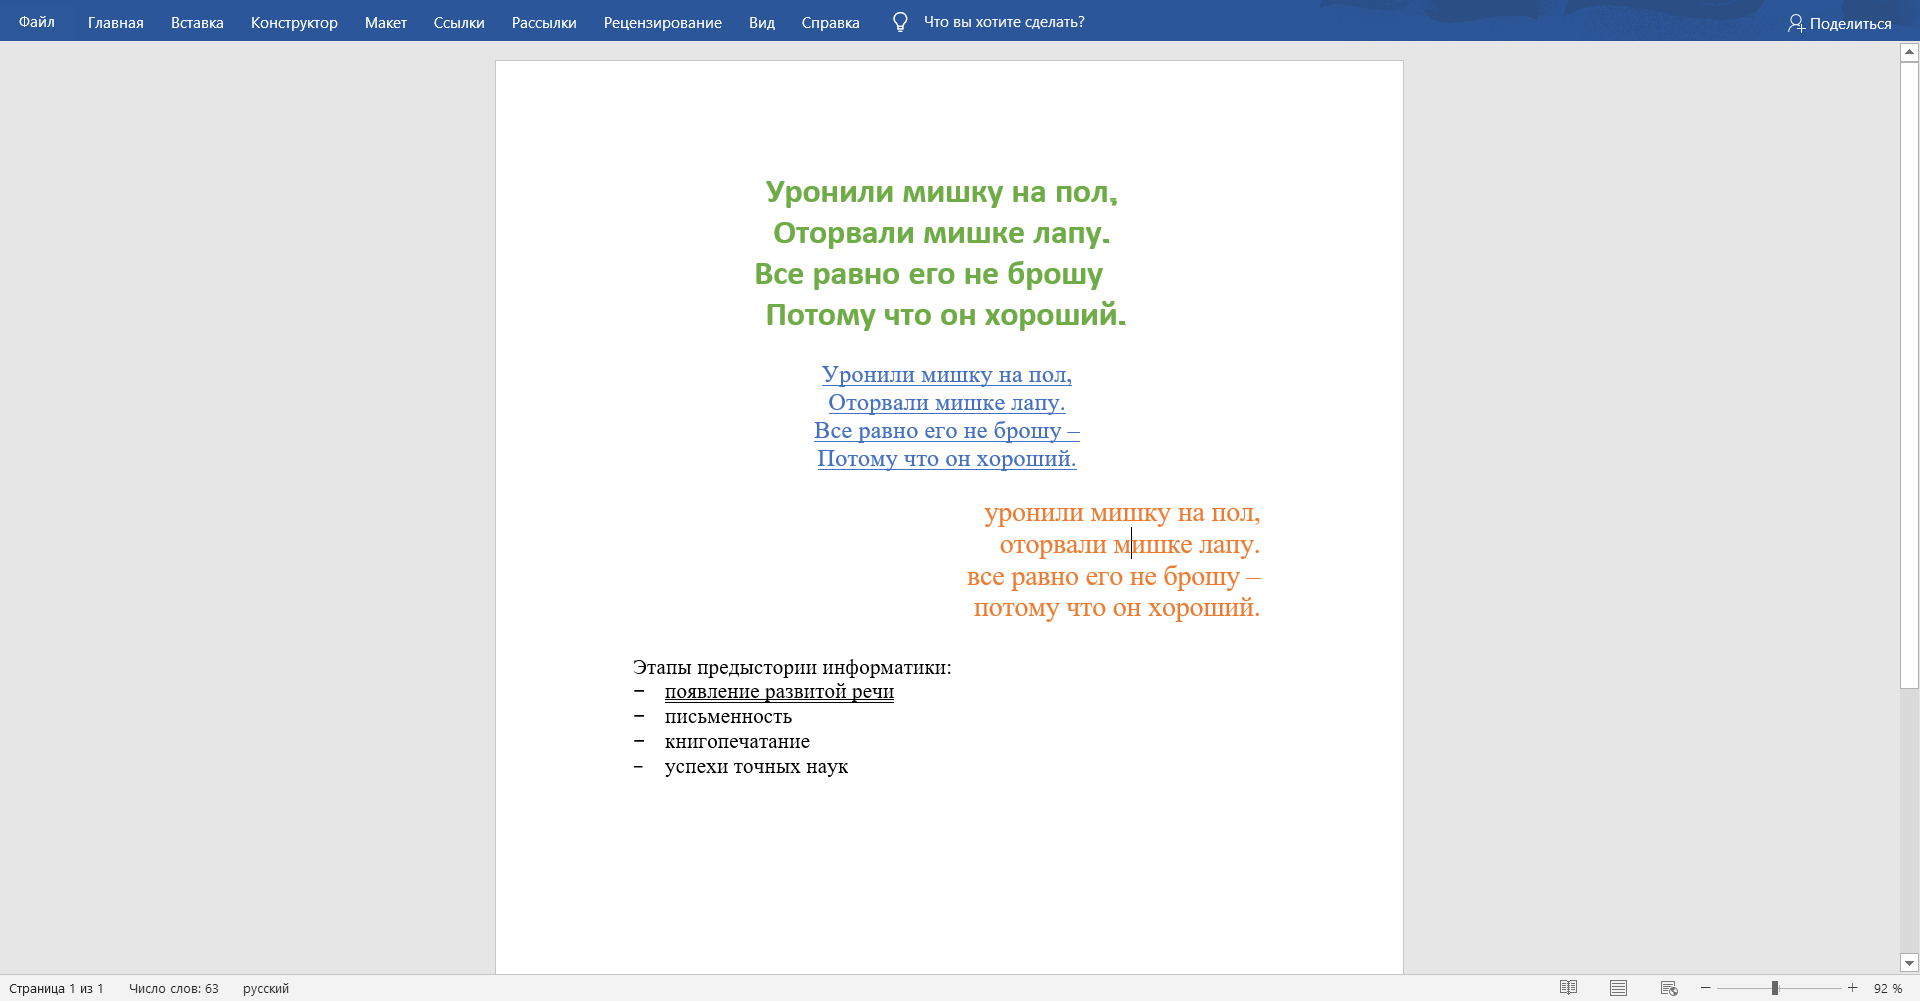 Файл Главная Вставка Конструктор Макет Ссылки Рассылки Рецензирование Вид Справка Что вы хотите сделать? Поделиться
Уронили мишку на пол,
Оторвали мишке лапу.
Все равно его не брошу
Потому что он хороший.
Уронили мишку на пол,
Оторвали мишке лапу.
Все равно его не брошу –
Потому что он хороший.
уронили мишку на пол,
оторвали мишке лапу.
все равно его не брошу –
потому что он хороший.
Этапы предыстории информатики:
− появление развитой речи
− письменность
− книгопечатание
− успехи точных наук
Страница 1 из 1 Число слов: 63 русский 92 %